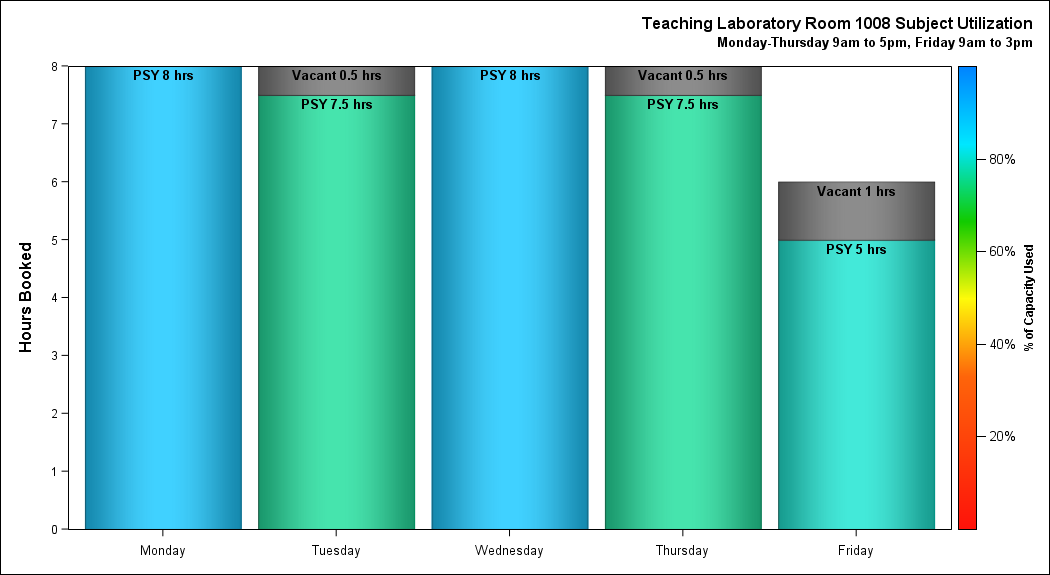 Teaching Laboratory Room 1008 Subject Utilization
Monday-Thursday 9am to 5pm, Friday 9am to 3pm
Hours Booked
8
7
6
5
4
3
2
1
0
PSY 8 hrs
Vacant 0.5 hrs
PSY 7.5 hrs
PSY 8 hrs
Vacant 0.5 hrs
PSY 7.5 hrs
Vacant 1 hrs
PSY 5 hrs
Monday
Tuesday
Wednesday
Thursday
Friday
80%
60%
40%
20%
% of Capacity Used